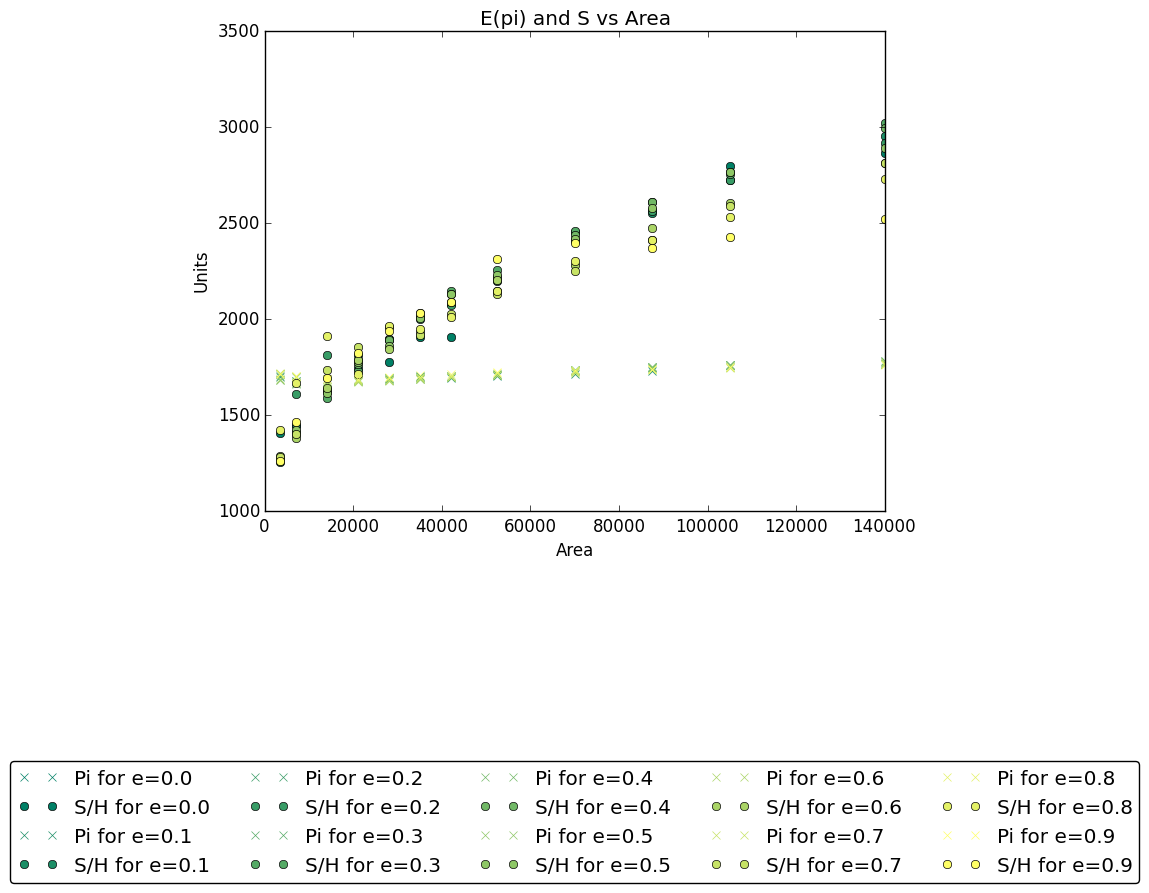 E(pi) and S vs Area
3500
3000
2500
2000
1500
1000
Units
0 20000 40000 60000 80000 100000 120000 140000
Area
Pi for e=0.0 Pi for e=0.2 Pi for e=0.4 Pi for e=0.6 Pi for e=0.8
S/H for e=0.0 S/H for e=0.2 S/H for e=0.4 S/H for e=0.6 S/H for e=0.8
Pi for e=0.1 Pi for e=0.3 Pi for e=0.5 Pi for e=0.7 Pi for e=0.9
S/H for e=0.1 S/H for e=0.3 S/H for e=0.5 S/H for e=0.7 S/H for e=0.9